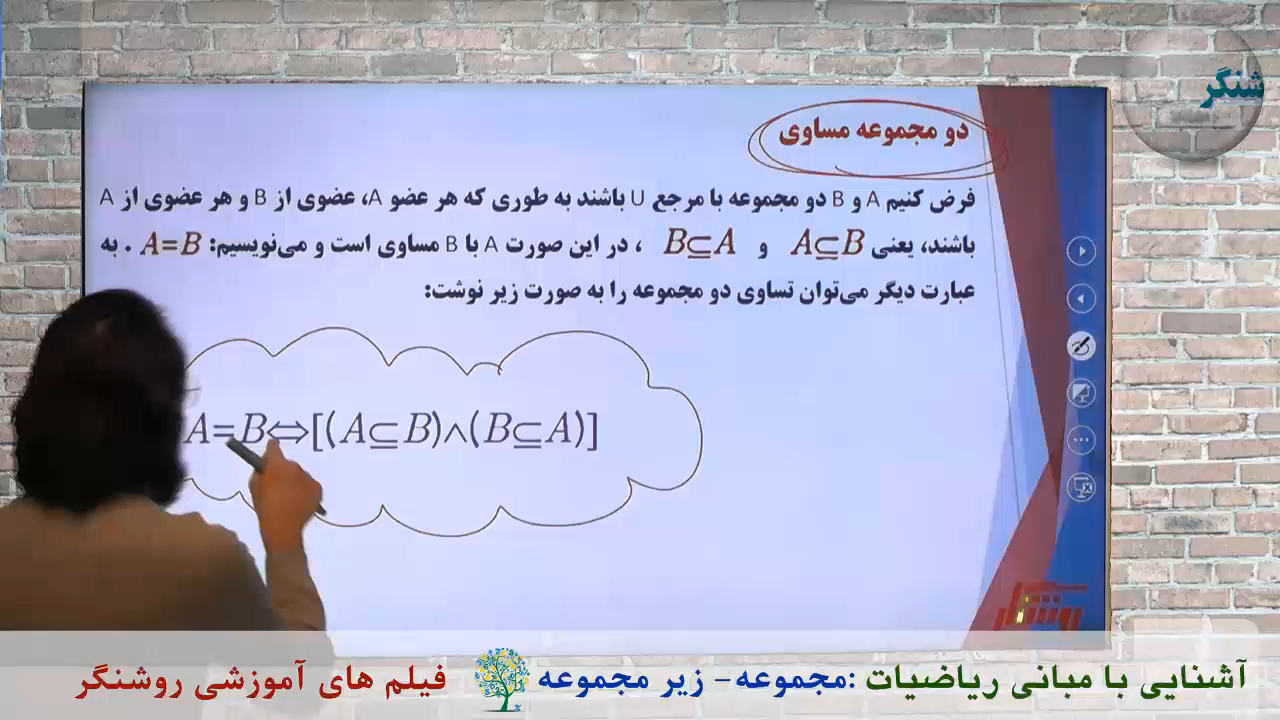 شنگر
دو مجموعه مساوی
فرض کنیم A و B دو مجموعه با مرجع U باشند به طوری که هر عضو A، عضوی از B و هر عضوی از A
باشند، یعنی A⊆B و B⊆A ، در این صورت A با B مساوی است و می‌نویسیم: A=B . به
عبارت دیگر می‌توان تساوی دو مجموعه را به صورت زیر نوشت:
A=B⇔[(A⊆B)∧(B⊆A)]
روشنگر
آشنایی با مبانی ریاضیات :مجموعه- زیر مجموعه فیلم های آموزشی روشنگر